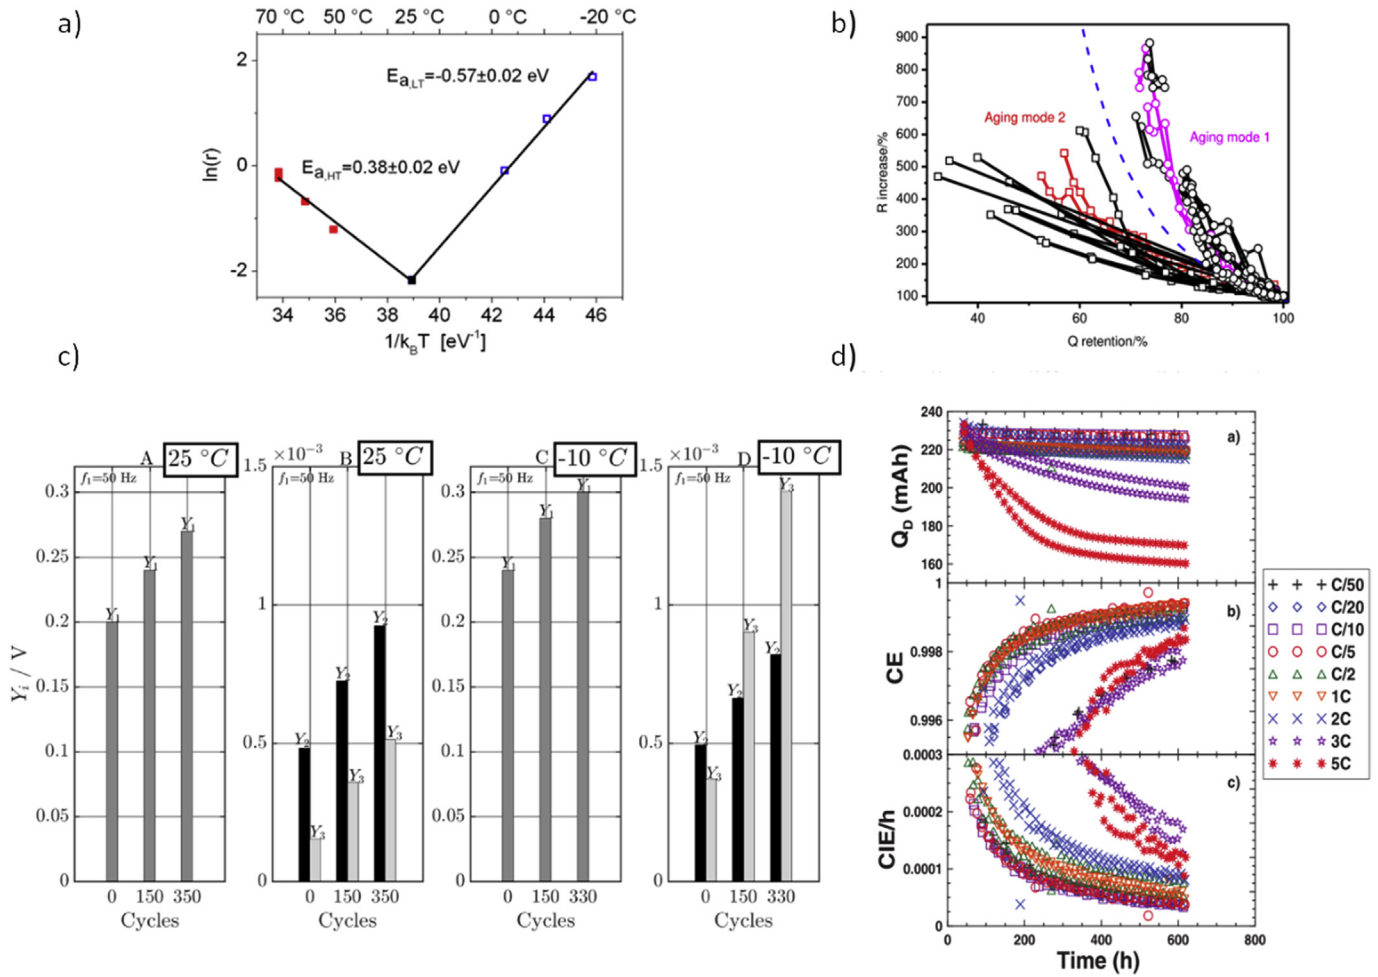 a)
70 °C 50 °C 25 °C 0 °C -20 °C
2
0
-2
ln(r)
Ea,LT=-0.57±0.02 eV
Ea,HT=0.38±0.02 eV
34 36 38 40 42 44 46
1/kBT [eV⁻¹]
b)
900
800
700
600
500
400
300
200
100
R increase/%
Aging mode 2
Aging mode 1
40 60 80 100
Q retention/%
c)
A 25 °C
f1=50 Hz
0.3
0.25
0.2
0.15
0.1
0.05
0
Yi / V
Y1
Y1
Y1
0 150 350
Cycles
×10⁻³
B 25 °C
1.5
f1=50 Hz
1
0.5
0
Y2 Y3
Y2 Y3
Y2 Y3
0 150 350
Cycles
C -10 °C
f1=50 Hz
0.3
0.25
0.2
0.15
0.1
0.05
0
Y1
Y1
Y1
0 150 330
Cycles
×10⁻³
D -10 °C
1.5
f1=50 Hz
1
0.5
0
Y2 Y3
Y2 Y3
Y2 Y3
0 150 330
Cycles
d)
240
220
200
180
160
QD (mAh)
a)
1
0.998
0.996
CE
b)
0.0003
0.0002
0.0001
0
CIE/h
c)
0 200 400 600 800
Time (h)
C/50
C/20
C/10
C/5
C/2
1C
2C
3C
5C